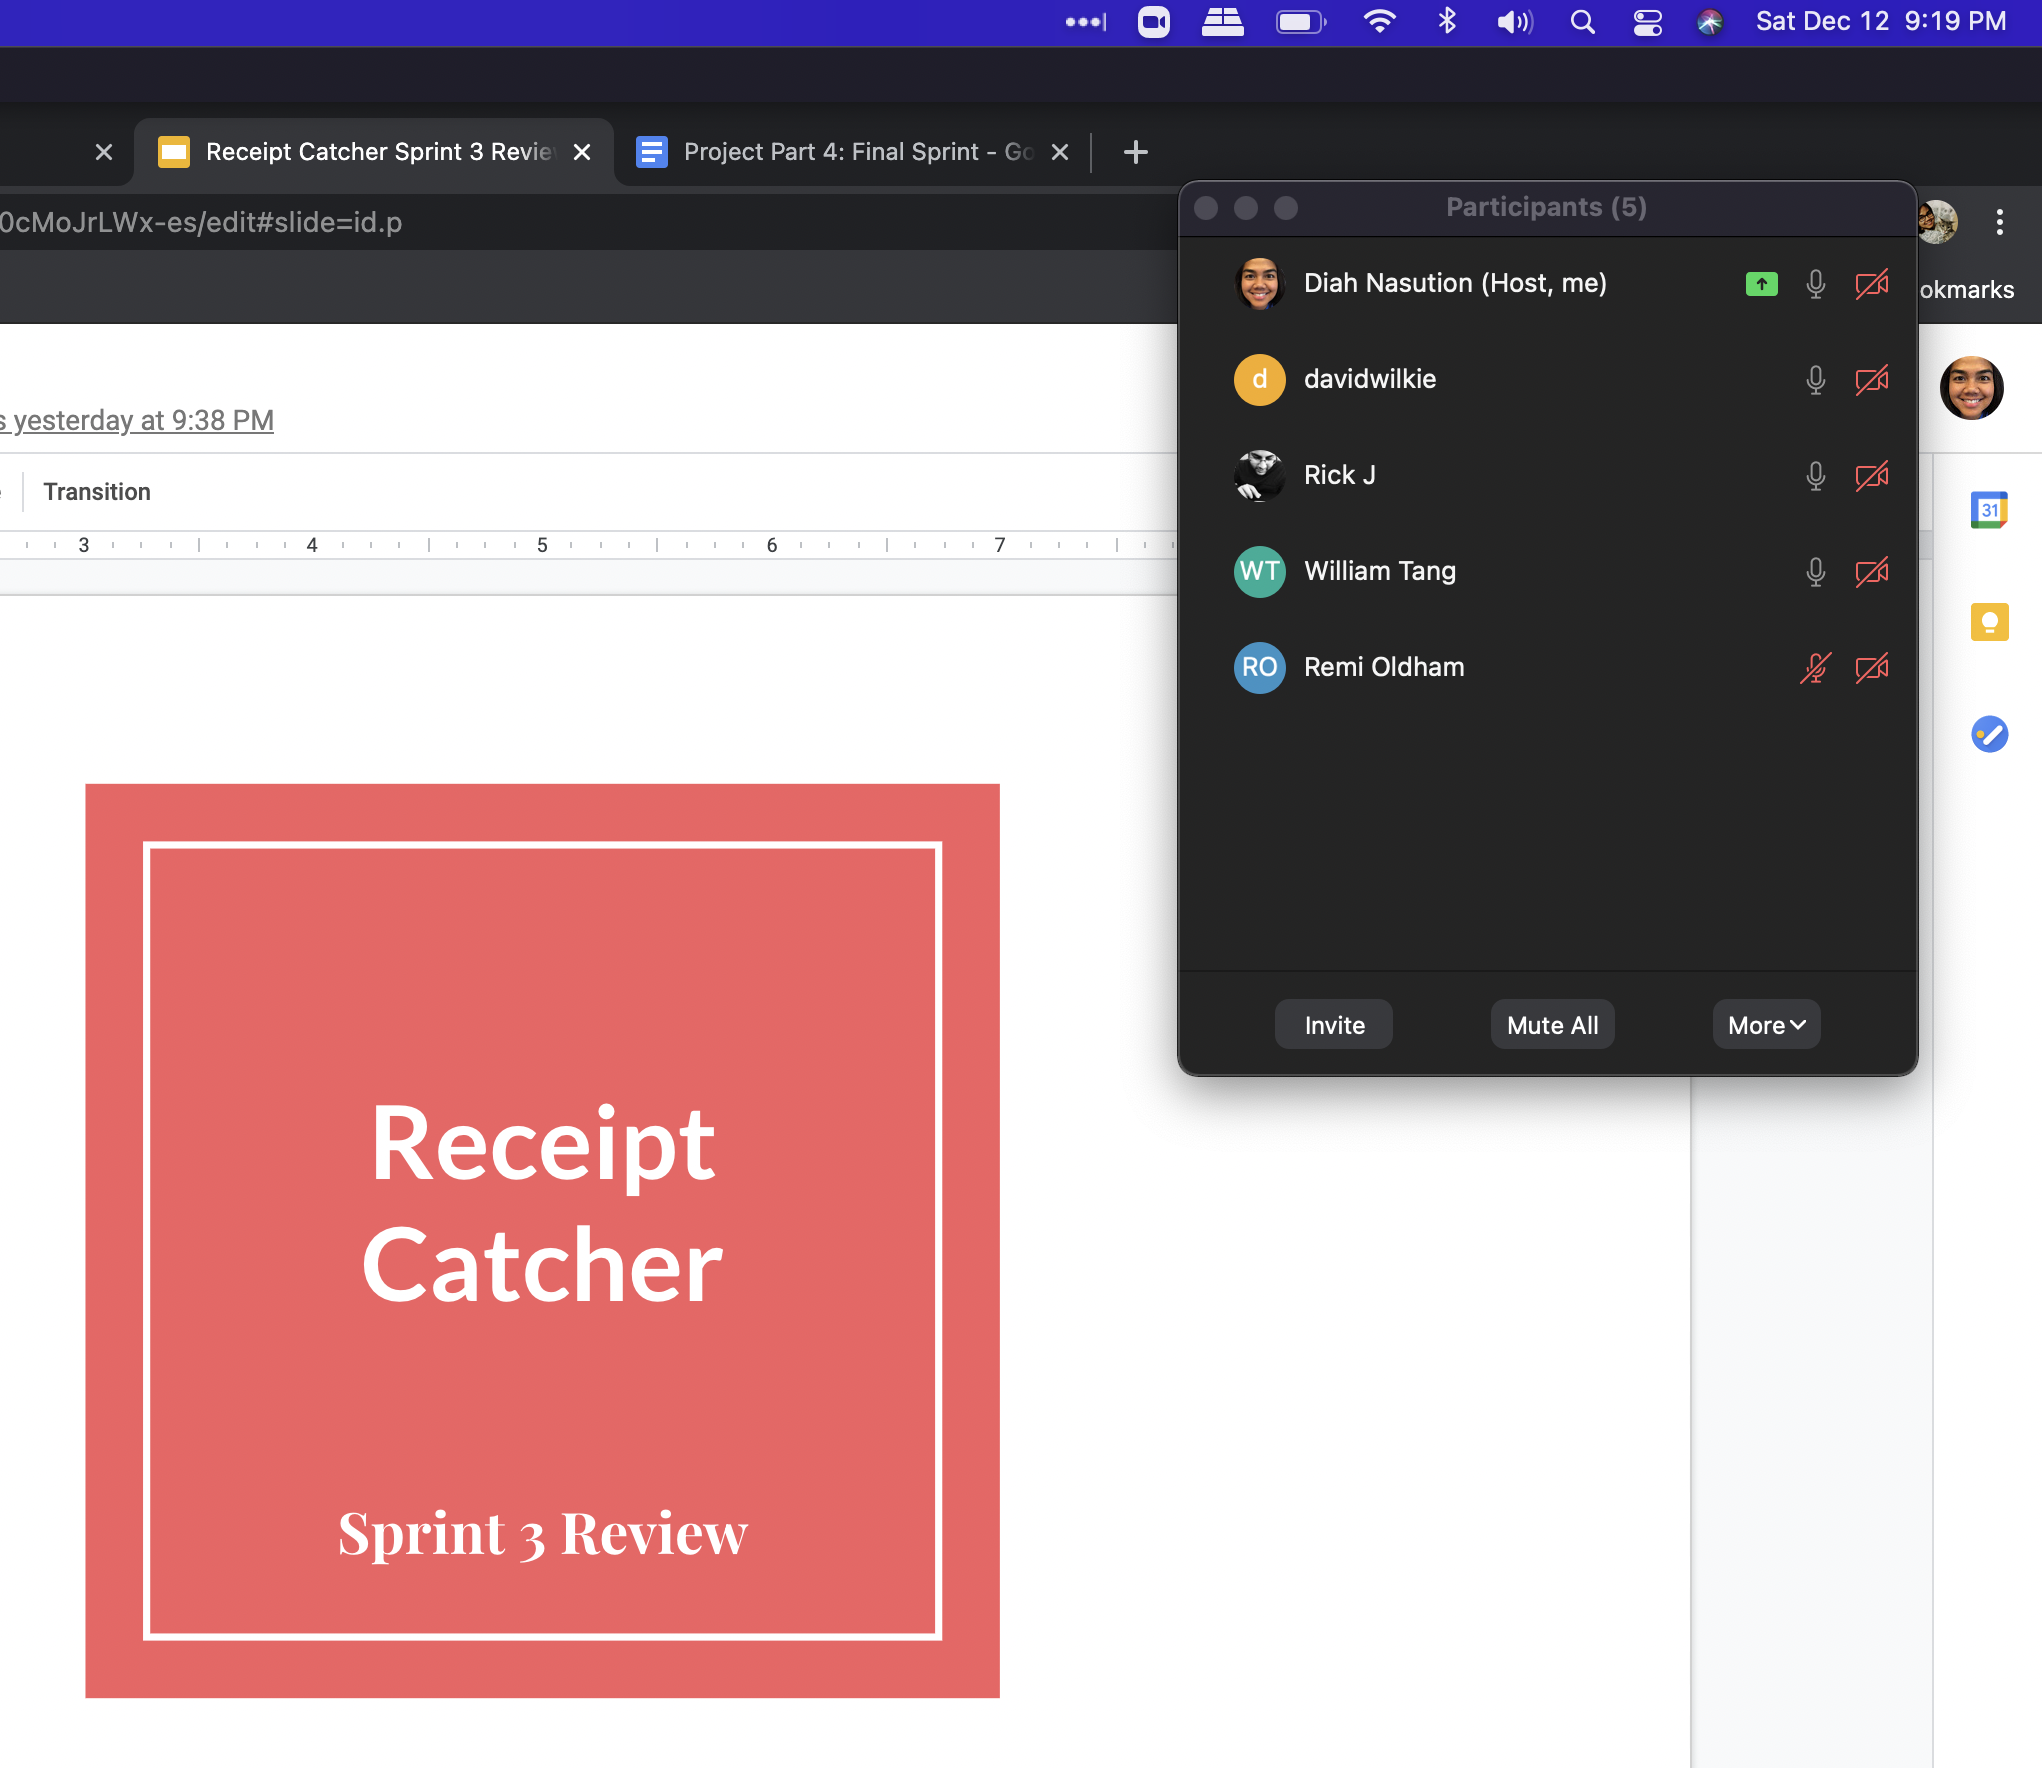 Sat Dec 12 9:19 PM
Receipt Catcher Sprint 3 Revie
Project Part 4: Final Sprint - Go
0cMoJrLWx-es/edit#slide=id.p
okmarks
s yesterday at 9:38 PM
Transition
3 4 5 6 7
Participants (5)
Diah Nasution (Host, me)
d davidwilkie
Rick J
WT William Tang
RO Remi Oldham
Invite Mute All More
31
Receipt
Catcher
Sprint 3 Review